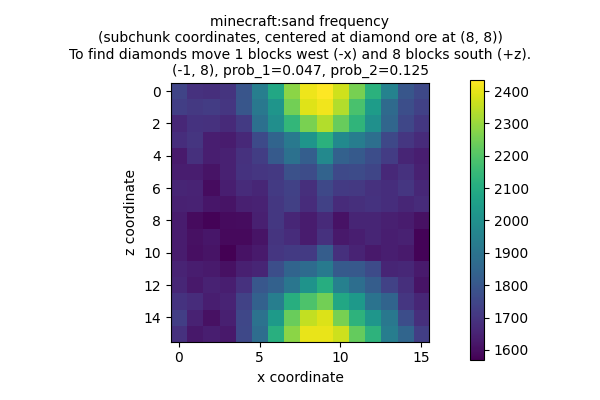 minecraft:sand frequency
(subchunk coordinates, centered at diamond ore at (8, 8))
To find diamonds move 1 blocks west (-x) and 8 blocks south (+z).
(-1, 8), prob_1=0.047, prob_2=0.125
0
2
4
6
8
10
12
14
z coordinate
0 5 10 15
x coordinate
2400
2300
2200
2100
2000
1900
1800
1700
1600